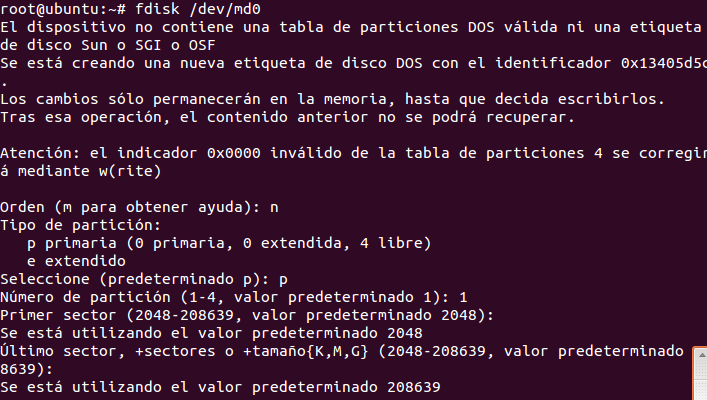 root@ubuntu:~# fdisk /dev/md0
El dispositivo no contiene una tabla de particiones DOS válida ni una etiqueta
de disco Sun o SGI o OSF
Se está creando una nueva etiqueta de disco DOS con el identificador 0x13405d5c
.
Los cambios sólo permanecerán en la memoria, hasta que decida escribirlos.
Tras esa operación, el contenido anterior no se podrá recuperar.
Atención: el indicador 0x0000 inválido de la tabla de particiones 4 se corregir
á mediante w(rite)
Orden (m para obtener ayuda): n
Tipo de partición:
p primaria (0 primaria, 0 extendida, 4 libre)
e extendido
Seleccione (predeterminado p): p
Número de partición (1-4, valor predeterminado 1): 1
Primer sector (2048-208639, valor predeterminado 2048):
Se está utilizando el valor predeterminado 2048
Último sector, +sectores o +tamaño{K,M,G} (2048-208639, valor predeterminado
8639):
Se está utilizando el valor predeterminado 208639